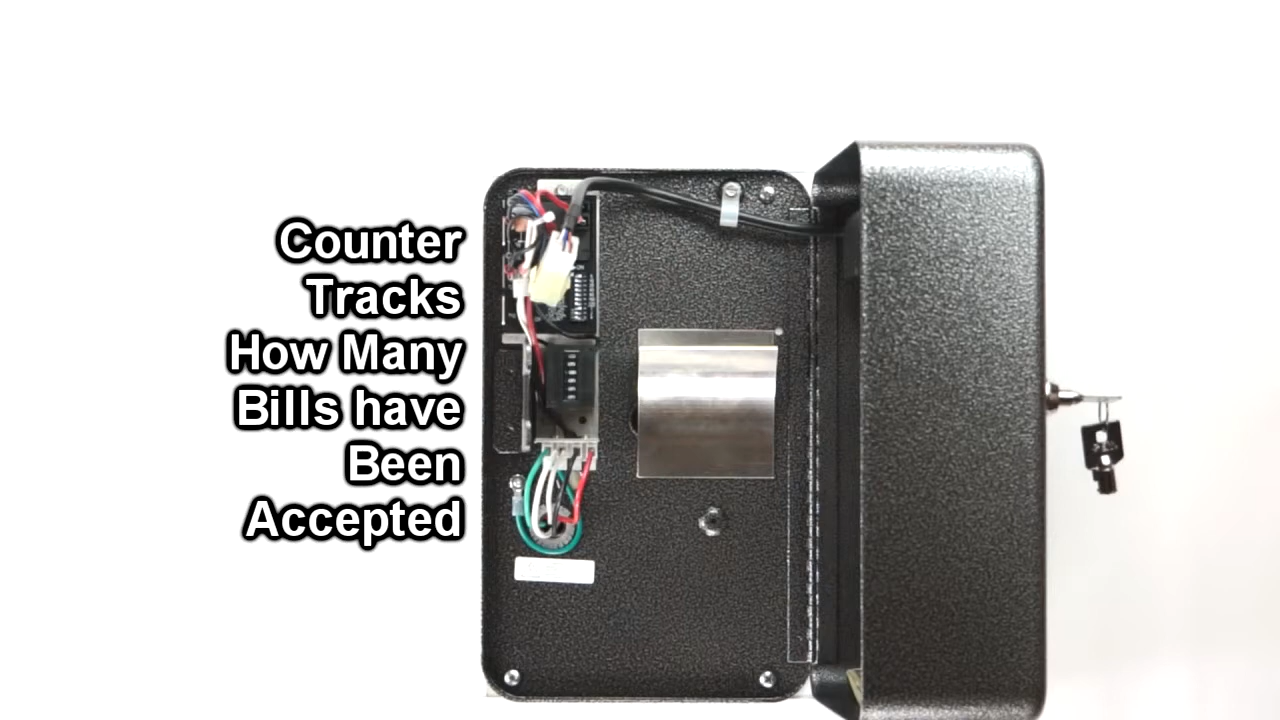 Counter
Tracks
How Many
Bills have
Been
Accepted